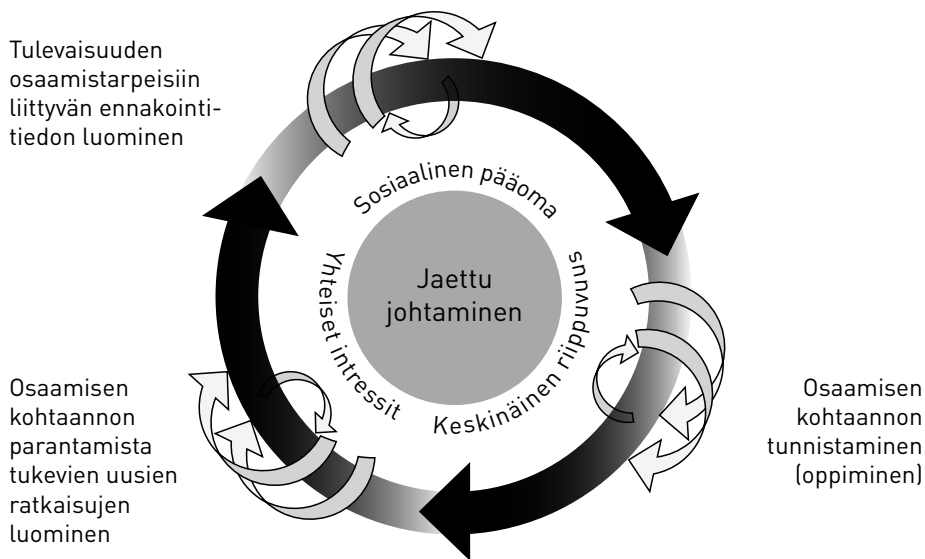 Tulevaisuuden
osaamistarpeisiin
liittyvän ennakointi-
tiedon luominen
Sosiaalinen pääoma
Jaettu
johtaminen
Yhteiset intressit
Keskinäinen riippuvuus
Osaamisen
kohtaannon
parantamista
tukevien uusien
ratkaisujen
luominen
Osaamisen
kohtaannon
tunnistaminen
(oppiminen)